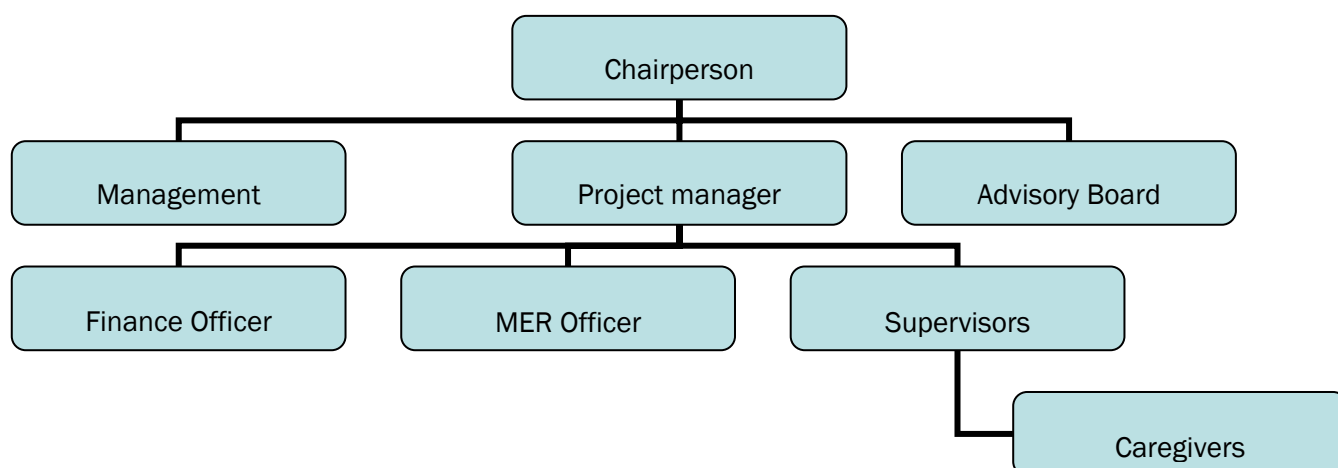 Chairperson
Management
Project manager
Advisory Board
Finance Officer
MER Officer
Supervisors
Caregivers